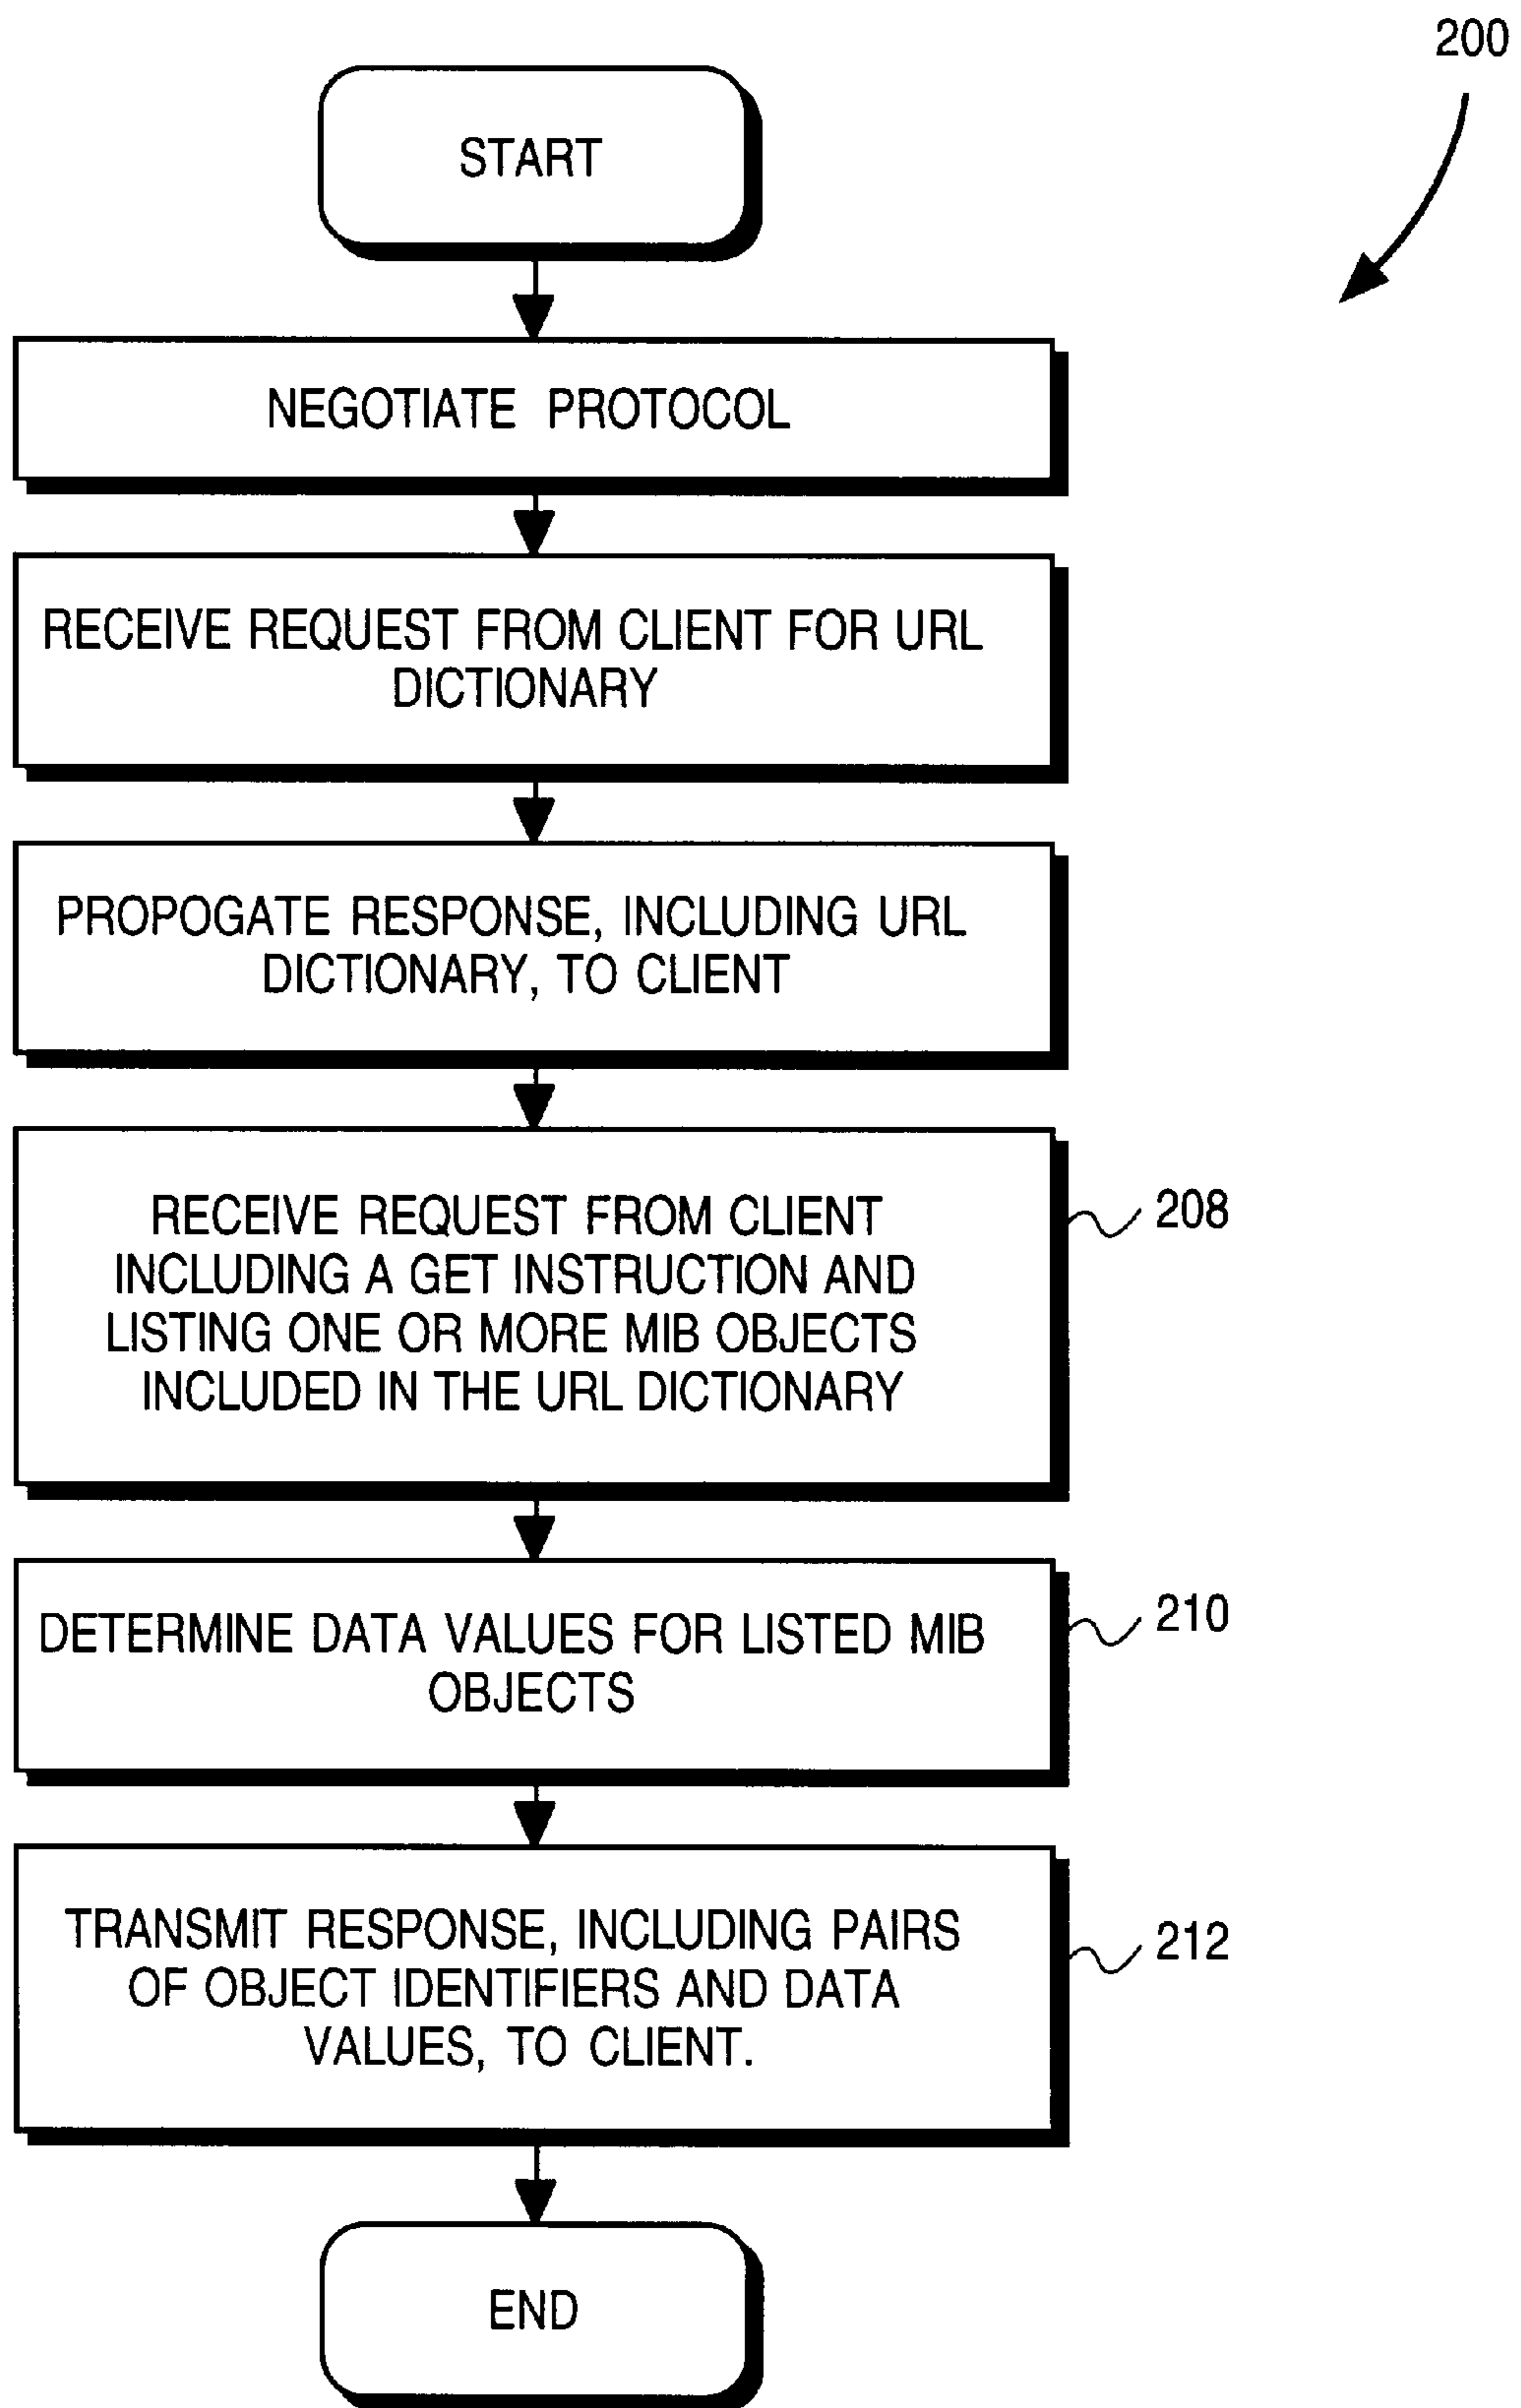 200
START
NEGOTIATE PROTOCOL
RECEIVE REQUEST FROM CLIENT FOR URL
DICTIONARY
PROPOGATE RESPONSE, INCLUDING URL
DICTIONARY, TO CLIENT
RECEIVE REQUEST FROM CLIENT
INCLUDING A GET INSTRUCTION AND
LISTING ONE OR MORE MIB OBJECTS
INCLUDED IN THE URL DICTIONARY
208
DETERMINE DATA VALUES FOR LISTED MIB
OBJECTS
210
TRANSMIT RESPONSE, INCLUDING PAIRS
OF OBJECT IDENTIFIERS AND DATA
VALUES, TO CLIENT.
212
END